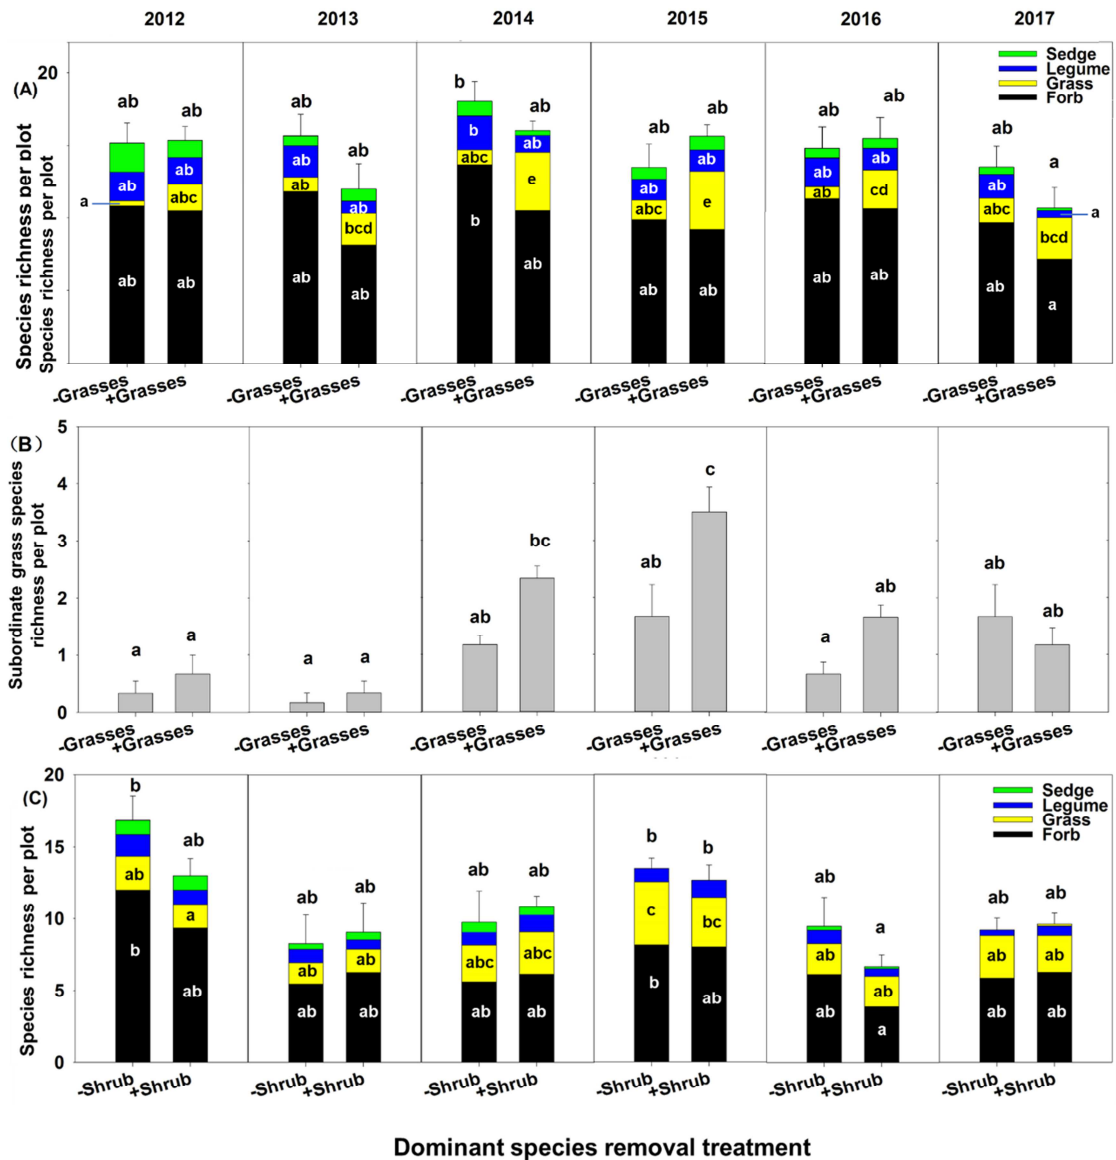 2012 2013 2014 2015 2016 2017
(A)
Species richness per plot
Species richness per plot
20
Sedge
Legume
Grass
Forb
ab ab ab ab b ab ab ab ab ab ab a
ab ab ab ab b ab ab ab ab ab ab a
a abc ab bcd abc e abc e ab cd abc bcd
ab ab ab ab b ab ab ab ab ab ab a
-Grasses +Grasses -Grasses +Grasses -Grasses +Grasses -Grasses +Grasses -Grasses +Grasses -Grasses +Grasses
(B)
Subordinate grass species
richness per plot
5
4
3
2
1
0
a a a a ab bc ab c a ab ab ab
-Grasses +Grasses -Grasses +Grasses -Grasses +Grasses -Grasses +Grasses -Grasses +Grasses -Grasses +Grasses
(C)
Species richness per plot
20
15
10
5
0
Sedge
Legume
Grass
Forb
b ab ab ab ab ab b b ab a ab ab
ab a ab ab abc abc c bc ab ab ab ab
b ab ab ab ab ab b ab ab a ab ab
-Shrub +Shrub -Shrub +Shrub -Shrub +Shrub -Shrub +Shrub -Shrub +Shrub -Shrub +Shrub
Dominant species removal treatment